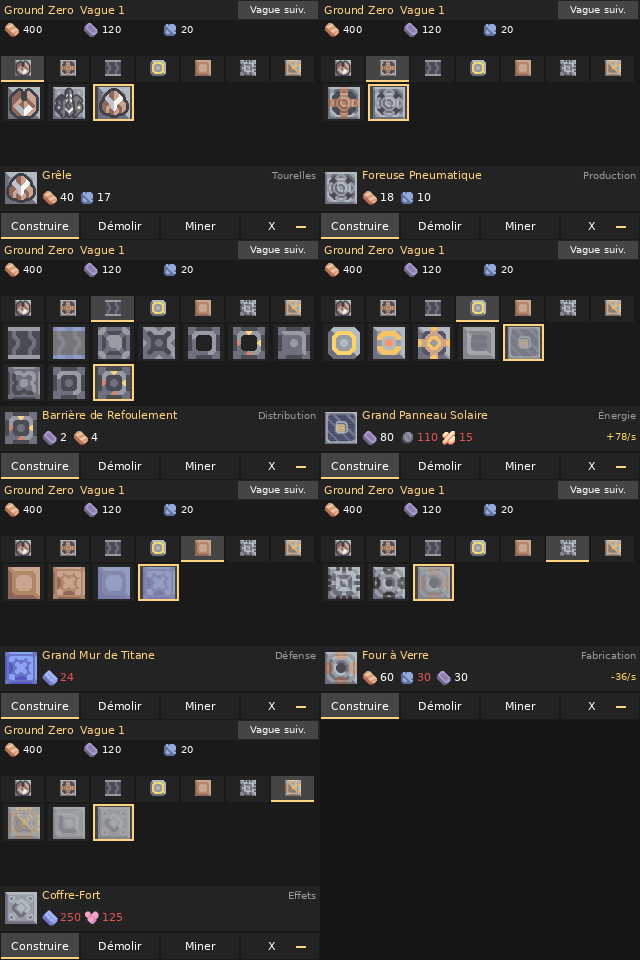 Ground Zero Vague 1 Vague suiv.
400 120 20
Grêle Tourelles
40 17
Construire Démolir Miner X
Ground Zero Vague 1 Vague suiv.
400 120 20
Foreuse Pneumatique Production
18 10
Construire Démolir Miner X
Ground Zero Vague 1 Vague suiv.
400 120 20
Barrière de Refoulement Distribution
2 4
Construire Démolir Miner X
Ground Zero Vague 1 Vague suiv.
400 120 20
Grand Panneau Solaire Énergie
80 110 15 +78/s
Construire Démolir Miner X
Ground Zero Vague 1 Vague suiv.
400 120 20
Grand Mur de Titane Défense
24
Construire Démolir Miner X
Ground Zero Vague 1 Vague suiv.
400 120 20
Four à Verre Fabrication
60 30 30 -36/s
Construire Démolir Miner X
Ground Zero Vague 1 Vague suiv.
400 120 20
Coffre-Fort Effets
250 125
Construire Démolir Miner X